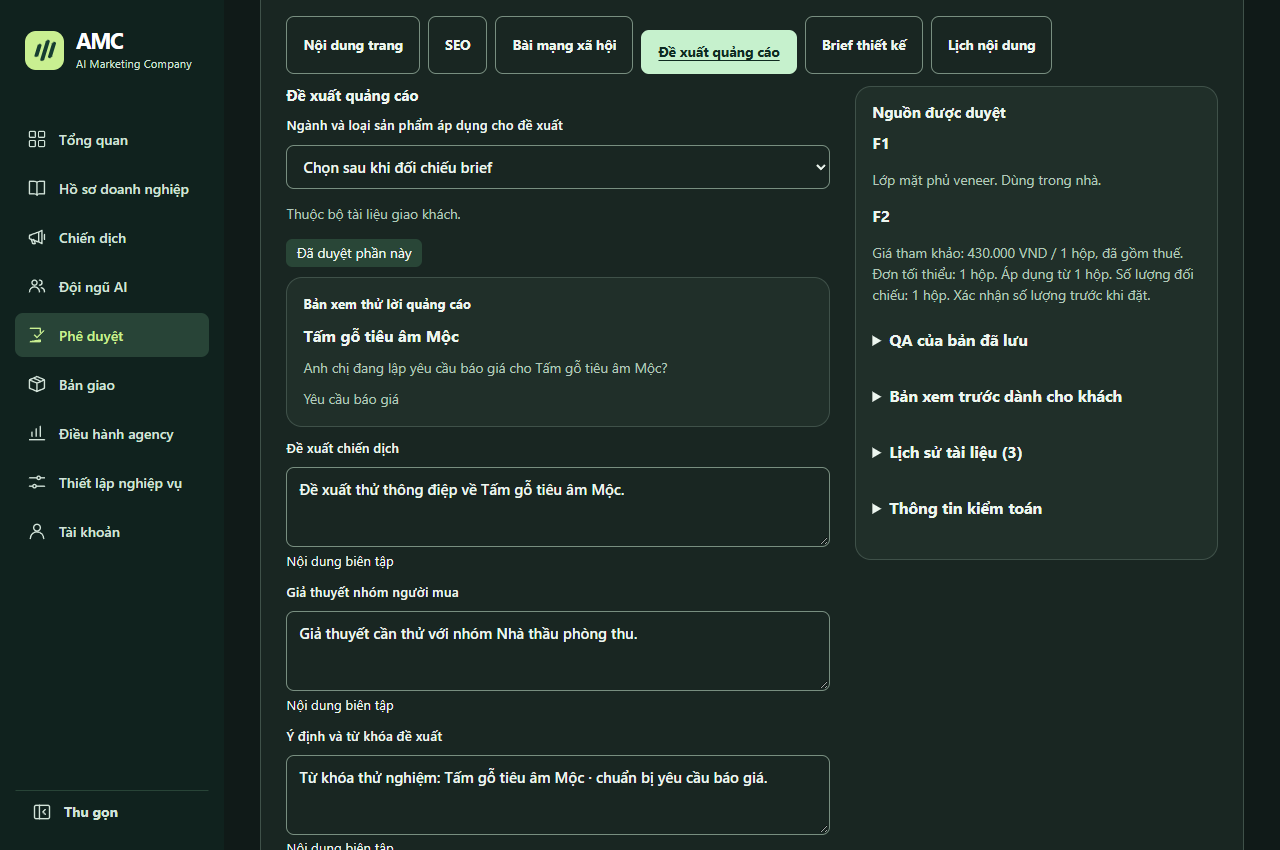 AMC
AI Marketing Company
Tổng quan
Hồ sơ doanh nghiệp
Chiến dịch
Đội ngũ AI
Phê duyệt
Bản giao
Điều hành agency
Thiết lập nghiệp vụ
Tài khoản
Thu gọn
Nội dung trang
SEO
Bài mạng xã hội
Đề xuất quảng cáo
Brief thiết kế
Lịch nội dung
Đề xuất quảng cáo
Ngành và loại sản phẩm áp dụng cho đề xuất
Chọn sau khi đối chiếu brief
Thuộc bộ tài liệu giao khách.
Đã duyệt phần này
Bản xem thử lời quảng cáo
Tấm gỗ tiêu âm Mộc
Anh chị đang lập yêu cầu báo giá cho Tấm gỗ tiêu âm Mộc?
Yêu cầu báo giá
Đề xuất chiến dịch
Đề xuất thử thông điệp về Tấm gỗ tiêu âm Mộc.
Nội dung biên tập
Giả thuyết nhóm người mua
Giả thuyết cần thử với nhóm Nhà thầu phòng thu.
Nội dung biên tập
Ý định và từ khóa đề xuất
Từ khóa thử nghiệm: Tấm gỗ tiêu âm Mộc · chuẩn bị yêu cầu báo giá.
Nội dung biên tập
Nguồn được duyệt
F1
Lớp mặt phủ veneer. Dùng trong nhà.
F2
Giá tham khảo: 430.000 VND / 1 hộp, đã gồm thuế.
Đơn tối thiểu: 1 hộp. Áp dụng từ 1 hộp. Số lượng đối
chiếu: 1 hộp. Xác nhận số lượng trước khi đặt.
QA của bản đã lưu
Bản xem trước dành cho khách
Lịch sử tài liệu (3)
Thông tin kiểm toán